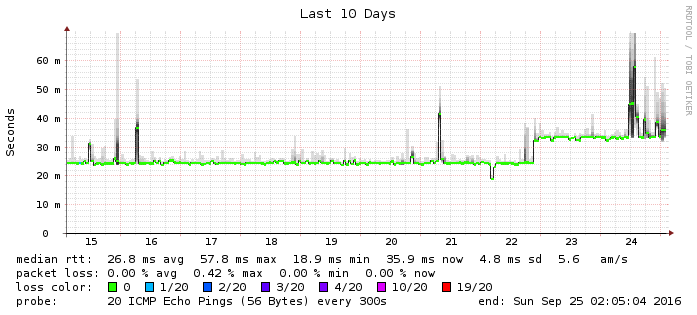 Last 10 Days
RRDTOOL / TOBI OETIKER
Seconds
60 m
50 m
40 m
30 m
20 m
10 m
0
15 16 17 18 19 20 21 22 23 24
median rtt: 26.8 ms avg 57.8 ms max 18.9 ms min 35.9 ms now 4.8 ms sd 5.6 am/s
packet loss: 0.00 % avg 0.42 % max 0.00 % min 0.00 % now
loss color: 0 1/20 2/20 3/20 4/20 10/20 19/20
probe: 20 ICMP Echo Pings (56 Bytes) every 300s end: Sun Sep 25 02:05:04 2016